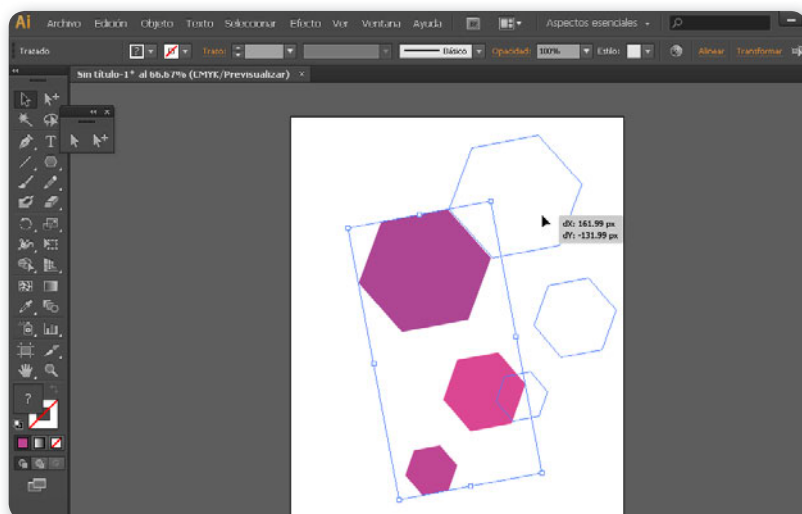 Ai Archivo Edición Objeto Texto Seleccionar Efecto Ver Ventana Ayuda Br Aspectos esenciales
Trazado ? Trazo: Básico Opacidad: 100% Estilo: Alinear Transformar
Sin título-1* al 66.67% (CMYK/Previsualizar) ×
T
dX: 161.99 px
dY: -131.99 px
?